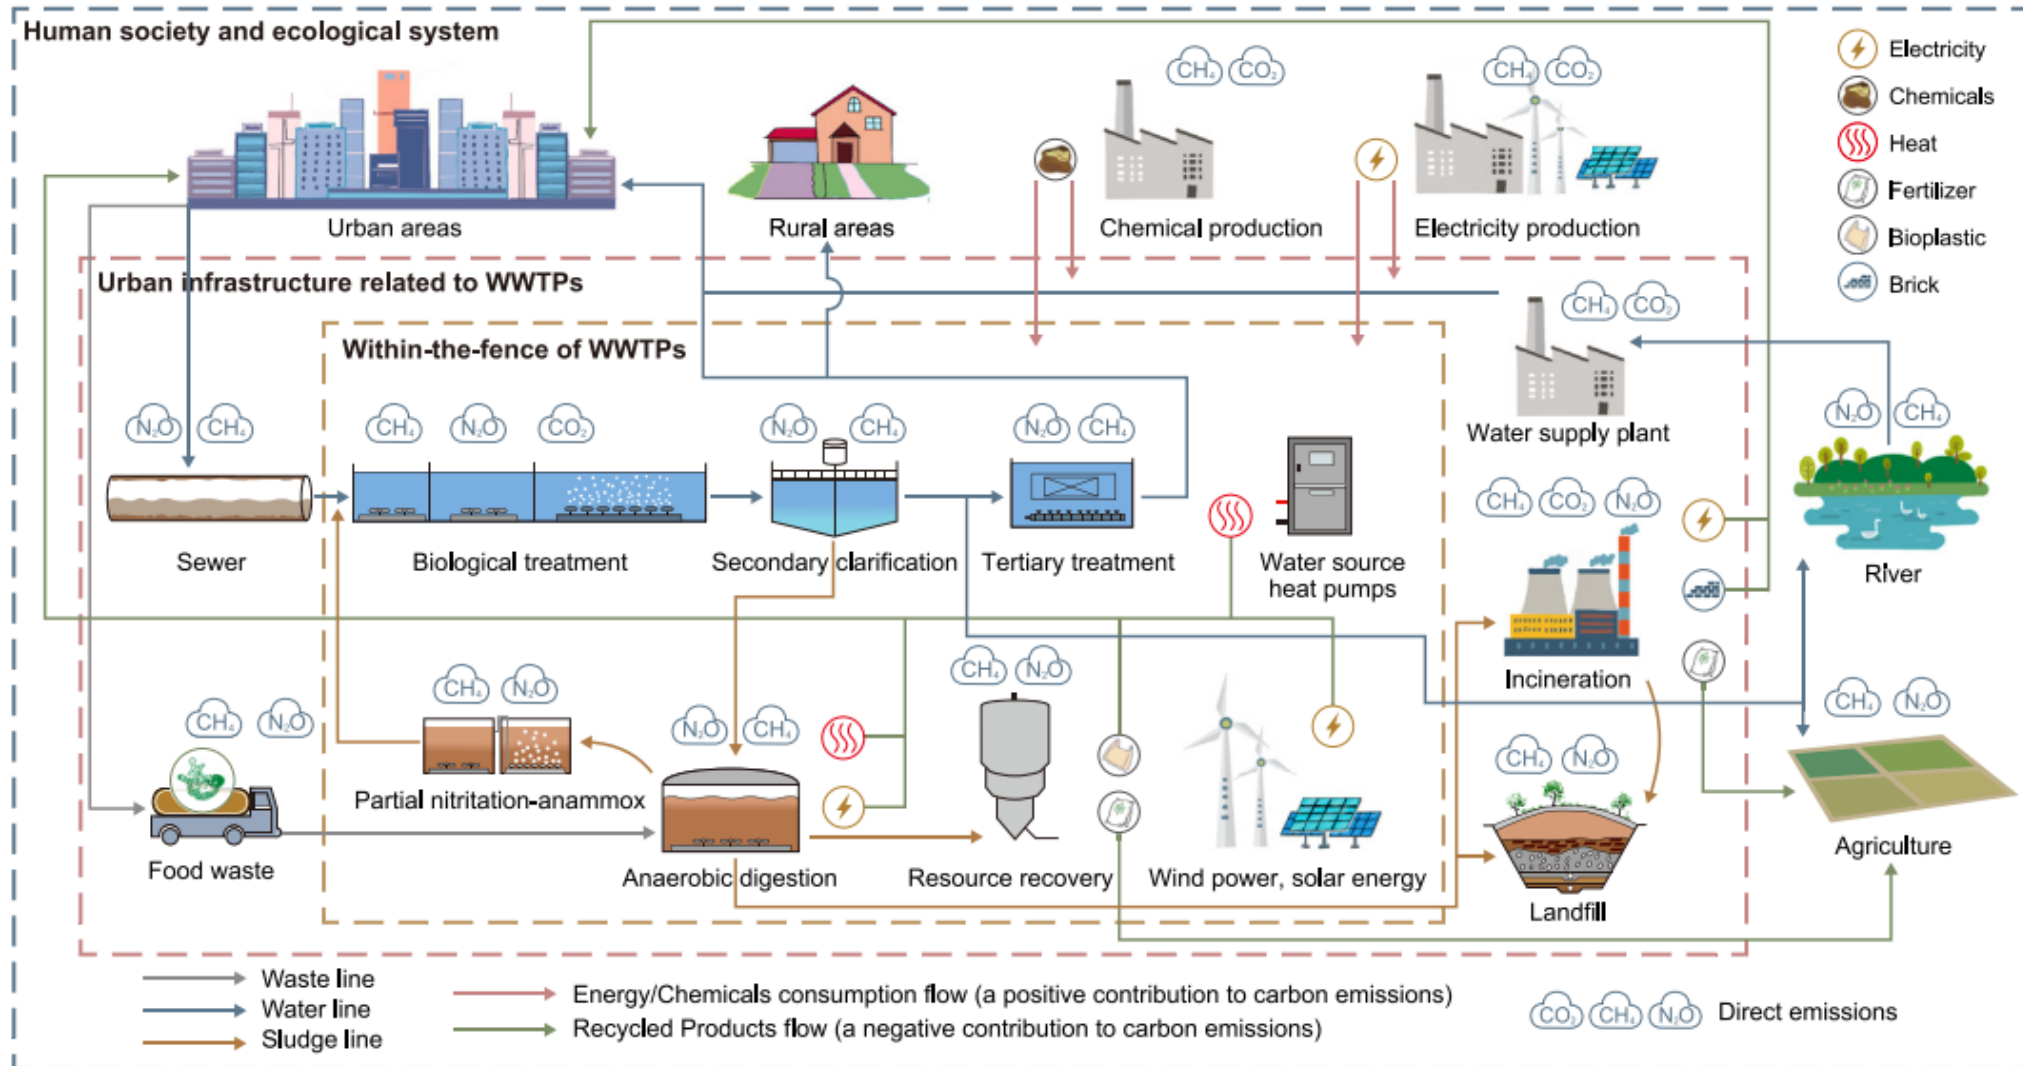 Human society and ecological system
CH₄ CO₂
CH₄ CO₂
Electricity
Chemicals
Heat
Fertilizer
Bioplastic
Brick
Urban areas
Rural areas
Chemical production
Electricity production
Urban infrastructure related to WWTPs
CH₄ CO₂
Within-the-fence of WWTPs
Water supply plant
N₂O CH₄
CH₄ N₂O CO₂
N₂O CH₄
N₂O CH₄
N₂O CH₄
CH₄ CO₂ N₂O
Sewer
Biological treatment
Secondary clarification
Tertiary treatment
Water source
heat pumps
River
Incineration
CH₄ N₂O
CH₄ N₂O
CH₄ N₂O
N₂O CH₄
CH₄ N₂O
CH₄ N₂O
Partial nitritation-anammox
Food waste
Anaerobic digestion
Resource recovery
Wind power, solar energy
Landfill
Agriculture
Waste line
Water line
Sludge line
Energy/Chemicals consumption flow (a positive contribution to carbon emissions)
Recycled Products flow (a negative contribution to carbon emissions)
CO₂ CH₄ N₂O Direct emissions